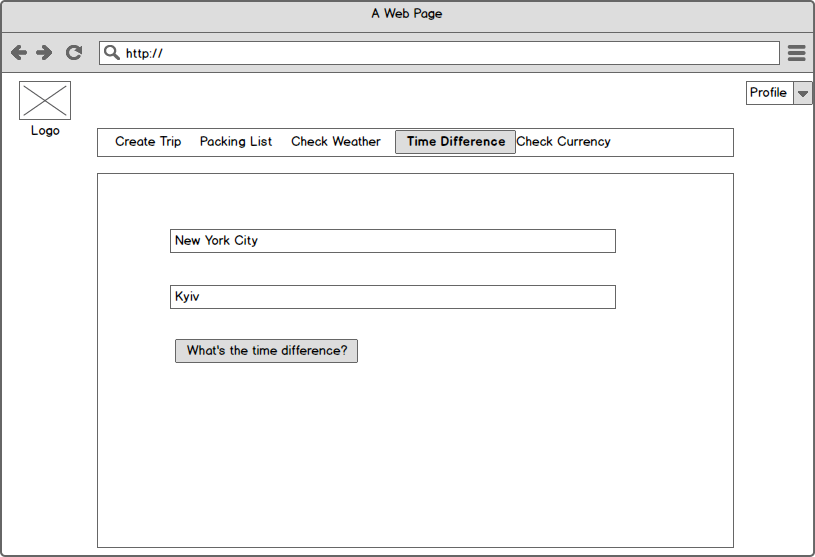 A Web Page
http://
Profile
Logo
Create Trip Packing List Check Weather Time Difference Check Currency
New York City
Kyiv
What's the time difference?